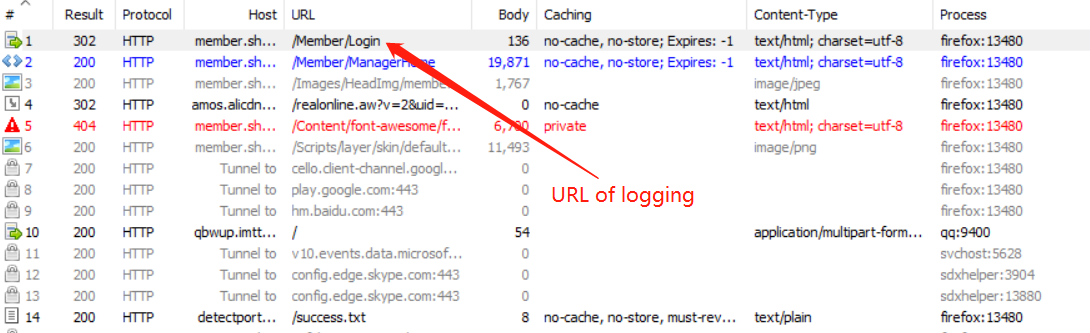 # Result Protocol Host URL Body Caching Content-Type Process
1 302 HTTP member.sh... /Member/Login 136 no-cache, no-store; Expires: -1 text/html; charset=utf-8 firefox:13480
2 200 HTTP member.sh... /Member/ManagerHome 19,871 no-cache, no-store; Expires: -1 text/html; charset=utf-8 firefox:13480
3 200 HTTP member.sh... /Images/HeadImg/membe... 1,767 image/jpeg firefox:13480
4 302 HTTP amos.alicdn... /realonline.aw?v=2&uid=... 0 no-cache text/html firefox:13480
5 404 HTTP member.sh... /Content/font-awesome/f... private text/html; charset=utf-8 firefox:13480
6 200 HTTP member.sh... /Scripts/layer/skin/default... 11,493 image/png firefox:13480
7 200 HTTP Tunnel to cello.client-channel.googl... 0 firefox:13480
8 200 HTTP Tunnel to play.google.com:443 0 firefox:13480
9 200 HTTP Tunnel to hm.baidu.com:443 0 firefox:13480
URL of logging
10 200 HTTP qbwup.imtt... / 54 application/multipart-form... qq:9400
11 200 HTTP Tunnel to v10.events.data.microsof... 0 svchost:5628
12 200 HTTP Tunnel to config.edge.skype.com:443 0 sdxhelper:3904
13 200 HTTP Tunnel to config.edge.skype.com:443 0 sdxhelper:13880
14 200 HTTP detectport... /success.txt 8 no-cache, no-store, must-rev... text/plain firefox:13480